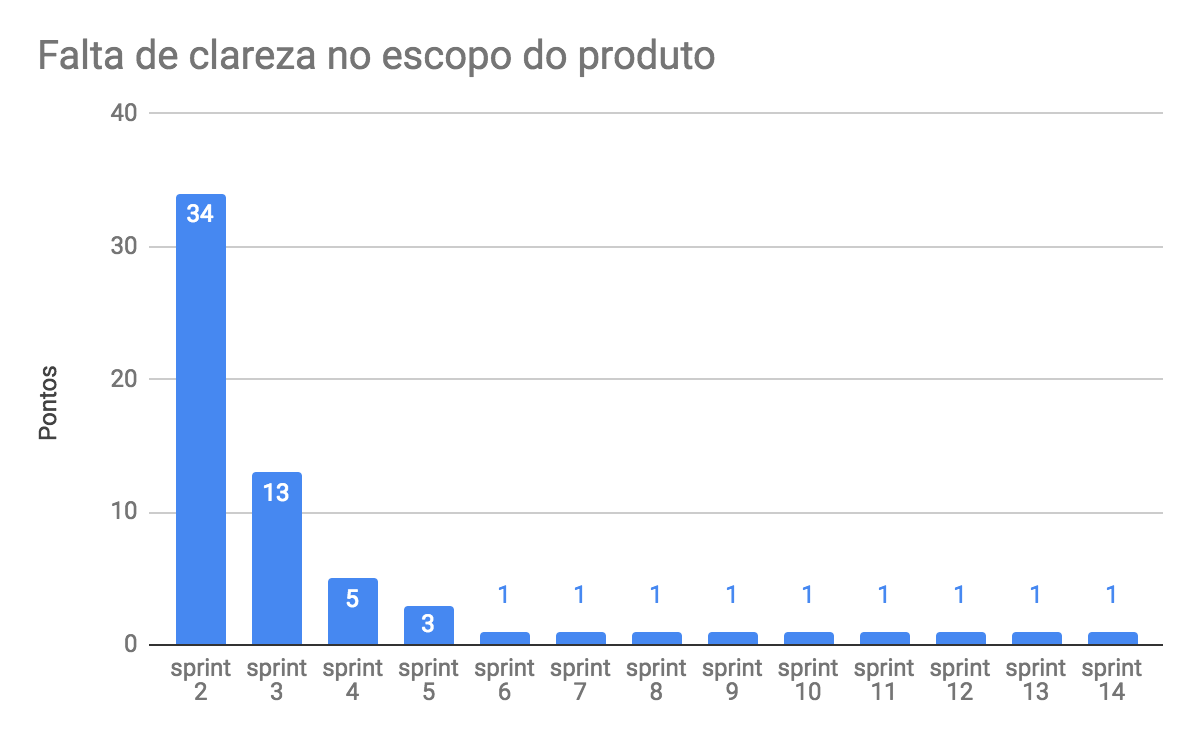 Falta de clareza no escopo do produto
Pontos
40
30
20
10
0
34
13
5
3
1
1
1
1
1
1
1
1
1
sprint 2
sprint 3
sprint 4
sprint 5
sprint 6
sprint 7
sprint 8
sprint 9
sprint 10
sprint 11
sprint 12
sprint 13
sprint 14